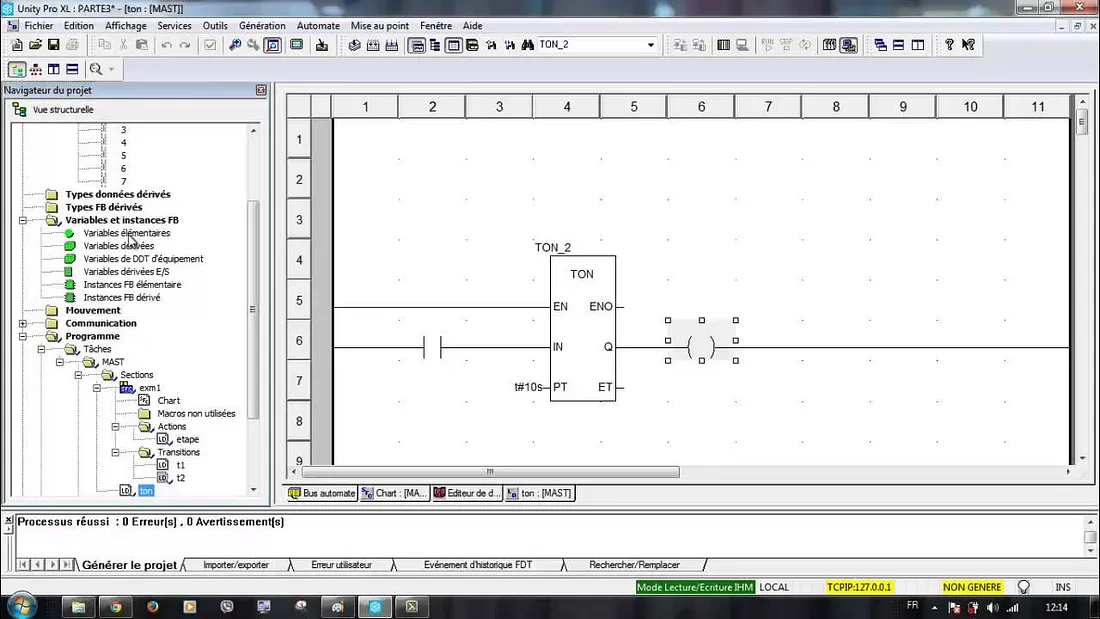 Unity Pro XL : PARTE3* - [ton : [MAST]]
Fichier Edition Affichage Services Outils Génération Automate Mise au point Fenêtre Aide
TON_2
Navigateur du projet
Vue structurelle
3
4
5
6
7
Types données dérivés
Types FB dérivés
Variables et instances FB
Variables élémentaires
Variables dérivées
Variables de DDT d'équipement
Variables dérivées E/S
Instances FB élémentaire
Instances FB dérivé
Mouvement
Communication
Programme
Tâches
MAST
Sections
exm1
Chart
Macros non utilisées
Actions
etape
Transitions
t1
t2
ton
1 2 3 4 5 6 7 8 9 10 11
1
2
3
4
5
6
7
8
9
TON_2
TON
EN ENO
IN Q
t#10s PT ET
Bus automate Chart : [MA... Editeur de d... ton : [MAST]
Processus réussi : 0 Erreur(s) , 0 Avertissement(s)
Générer le projet Importer/exporter Erreur utilisateur Evénement d'historique FDT Rechercher/Remplacer
Mode Lecture/Ecriture IHM LOCAL TCPIP:127.0.0.1 NON GENERE INS
FR 12:14